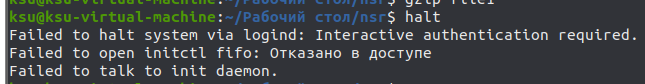 ksu@ksu-virtual-machine:~/Рабочий стол/nsr$ gzip file1
ksu@ksu-virtual-machine:~/Рабочий стол/nsr$ halt
Failed to halt system via logind: Interactive authentication required.
Failed to open initctl fifo: Отказано в доступе
Failed to talk to init daemon.